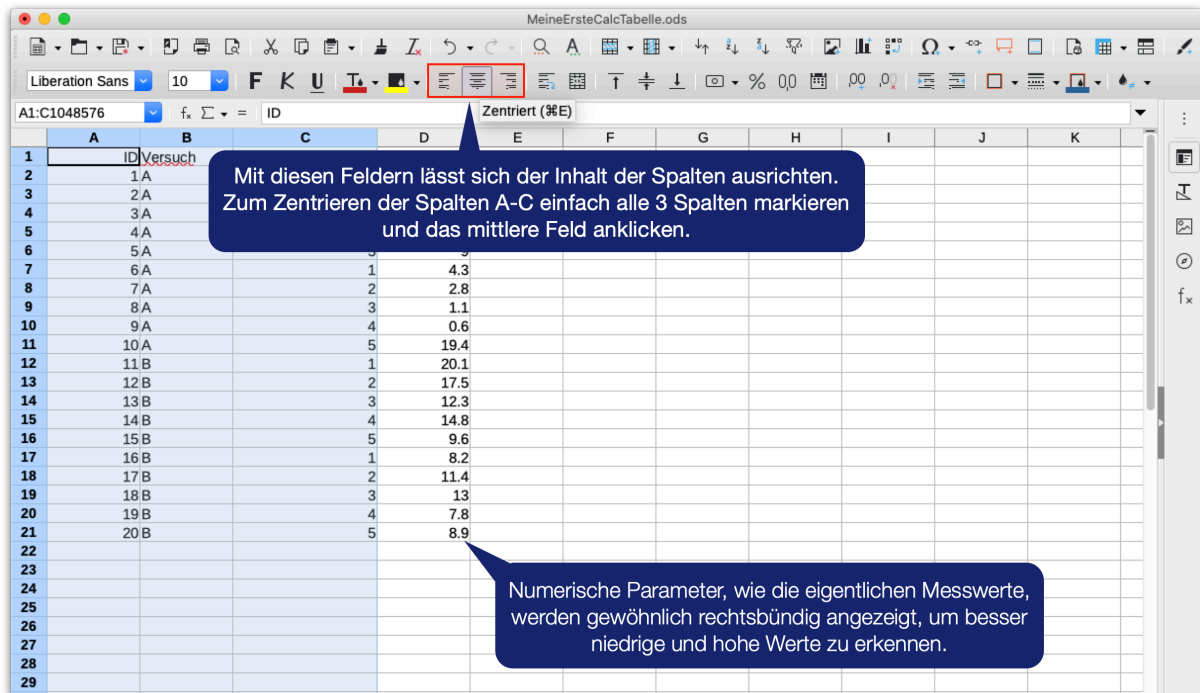 MeineErsteCalcTabelle.ods
Liberation Sans 10 F K U % 0,0
A1:C1048576 fx Σ = ID
Zentriert (⌘E)
A B C D E F G H I J K
1 ID Versuch
Mit diesen Feldern lässt sich der Inhalt der Spalten ausrichten.
Zum Zentrieren der Spalten A-C einfach alle 3 Spalten markieren
und das mittlere Feld anklicken.
2 1 A
3 2 A
4 3 A
5 4 A
6 5 A
7 6 A 1 4.3
8 7 A 2 2.8
9 8 A 3 1.1
10 9 A 4 0.6
11 10 A 5 19.4
12 11 B 1 20.1
13 12 B 2 17.5
14 13 B 3 12.3
15 14 B 4 14.8
16 15 B 5 9.6
17 16 B 1 8.2
18 17 B 2 11.4
19 18 B 3 13
20 19 B 4 7.8
21 20 B 5 8.9
22
23
24
25
26
27
28
29
Numerische Parameter, wie die eigentlichen Messwerte,
werden gewöhnlich rechtsbündig angezeigt, um besser
niedrige und hohe Werte zu erkennen.